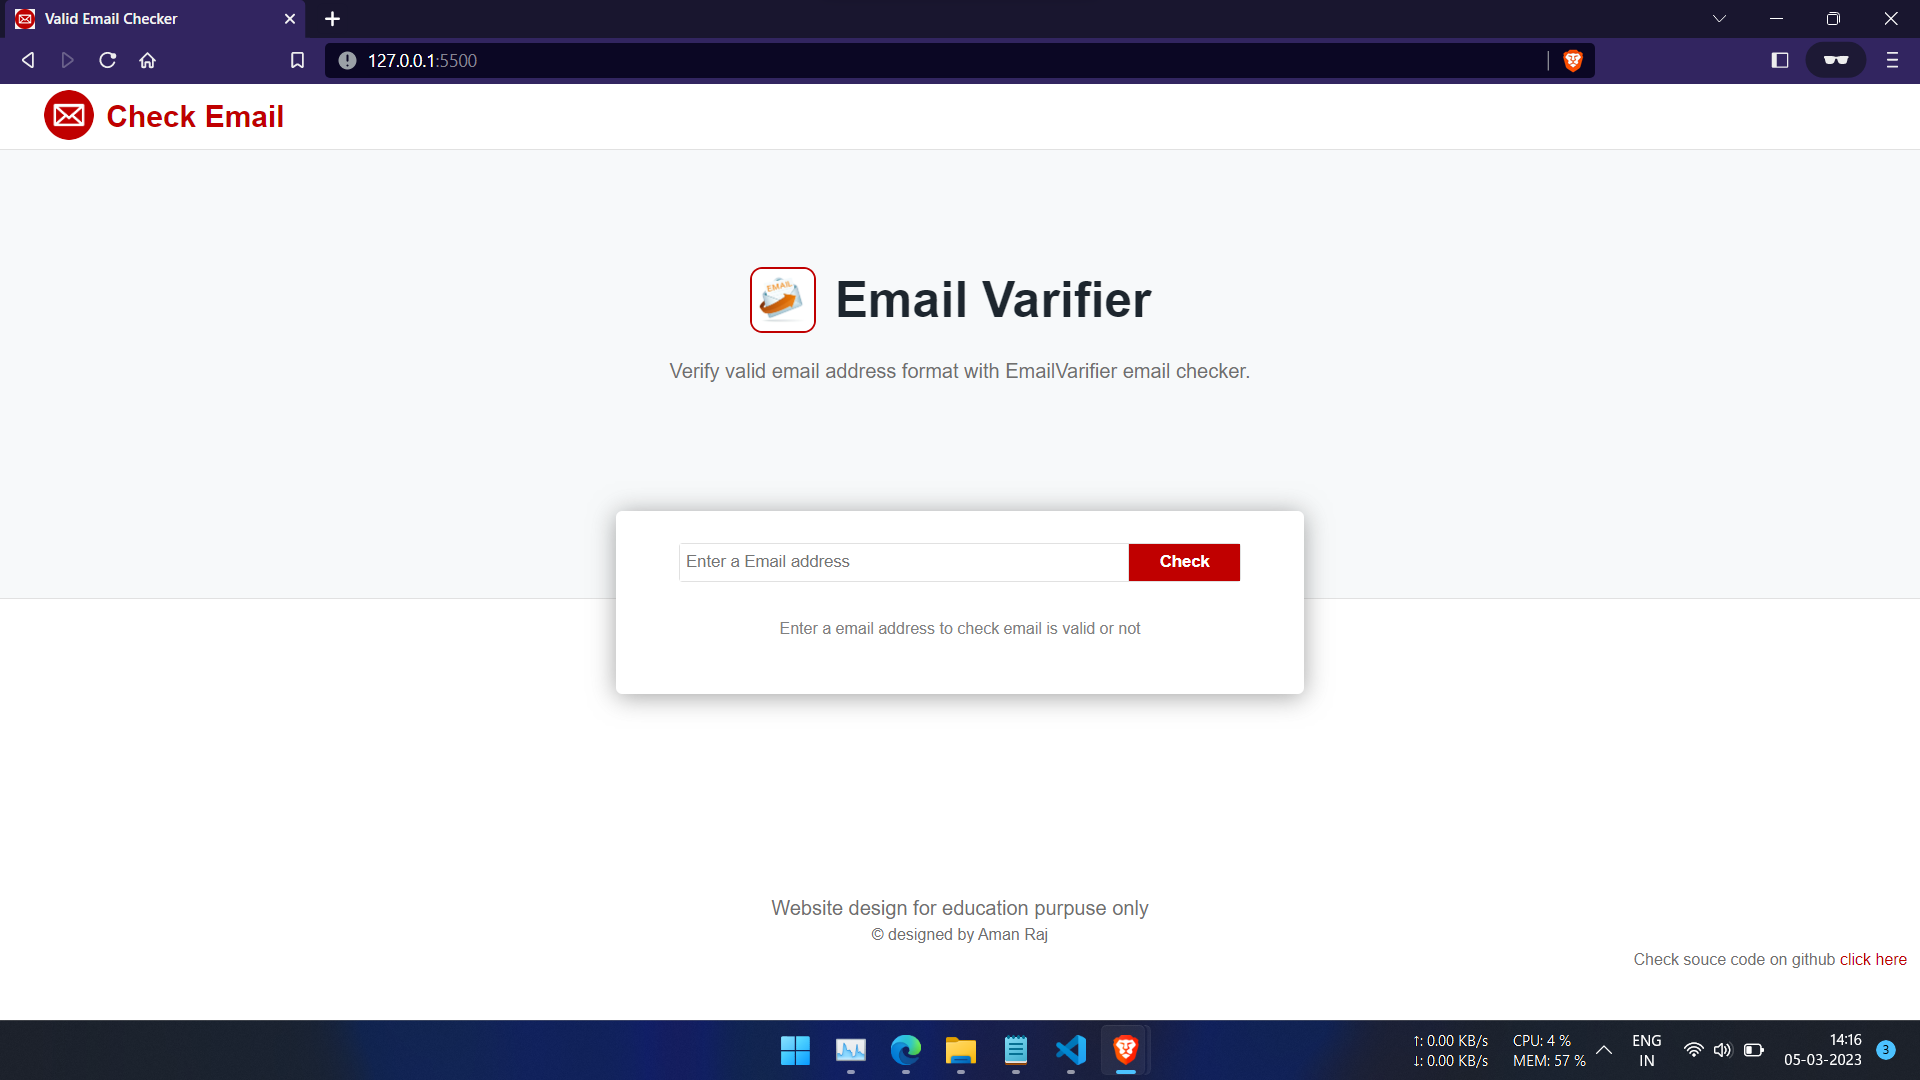 Valid Email Checker
127.0.0.1:5500
Check Email
EMAIL
Email Varifier
Verify valid email address format with EmailVarifier email checker.
Enter a Email address
Check
Enter a email address to check email is valid or not
Website design for education purpuse only
© designed by Aman Raj
Check souce code on github click here
↑: 0.00 KB/s CPU: 4 %
↓: 0.00 KB/s MEM: 57 %
ENG
IN
14:16
05-03-2023
3